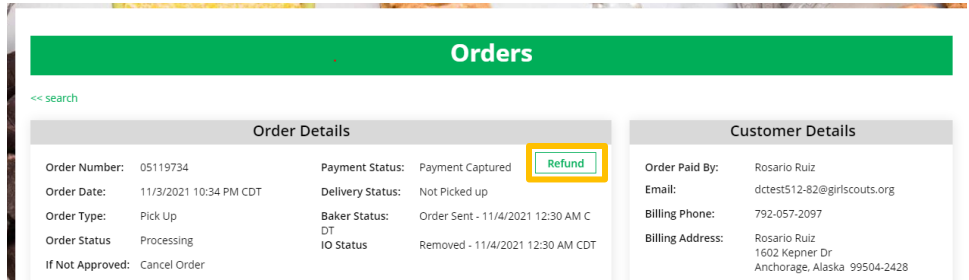 Orders
<< search
Order Details
Order Number: 05119734
Payment Status: Payment Captured
Refund
Order Date: 11/3/2021 10:34 PM CDT
Delivery Status: Not Picked up
Order Type: Pick Up
Baker Status: Order Sent - 11/4/2021 12:30 AM C
DT
Order Status Processing
IO Status Removed - 11/4/2021 12:30 AM CDT
If Not Approved: Cancel Order
Customer Details
Order Paid By: Rosario Ruiz
Email: dctest512-82@girlscouts.org
Billing Phone: 792-057-2097
Billing Address: Rosario Ruiz
1602 Kepner Dr
Anchorage, Alaska 99504-2428